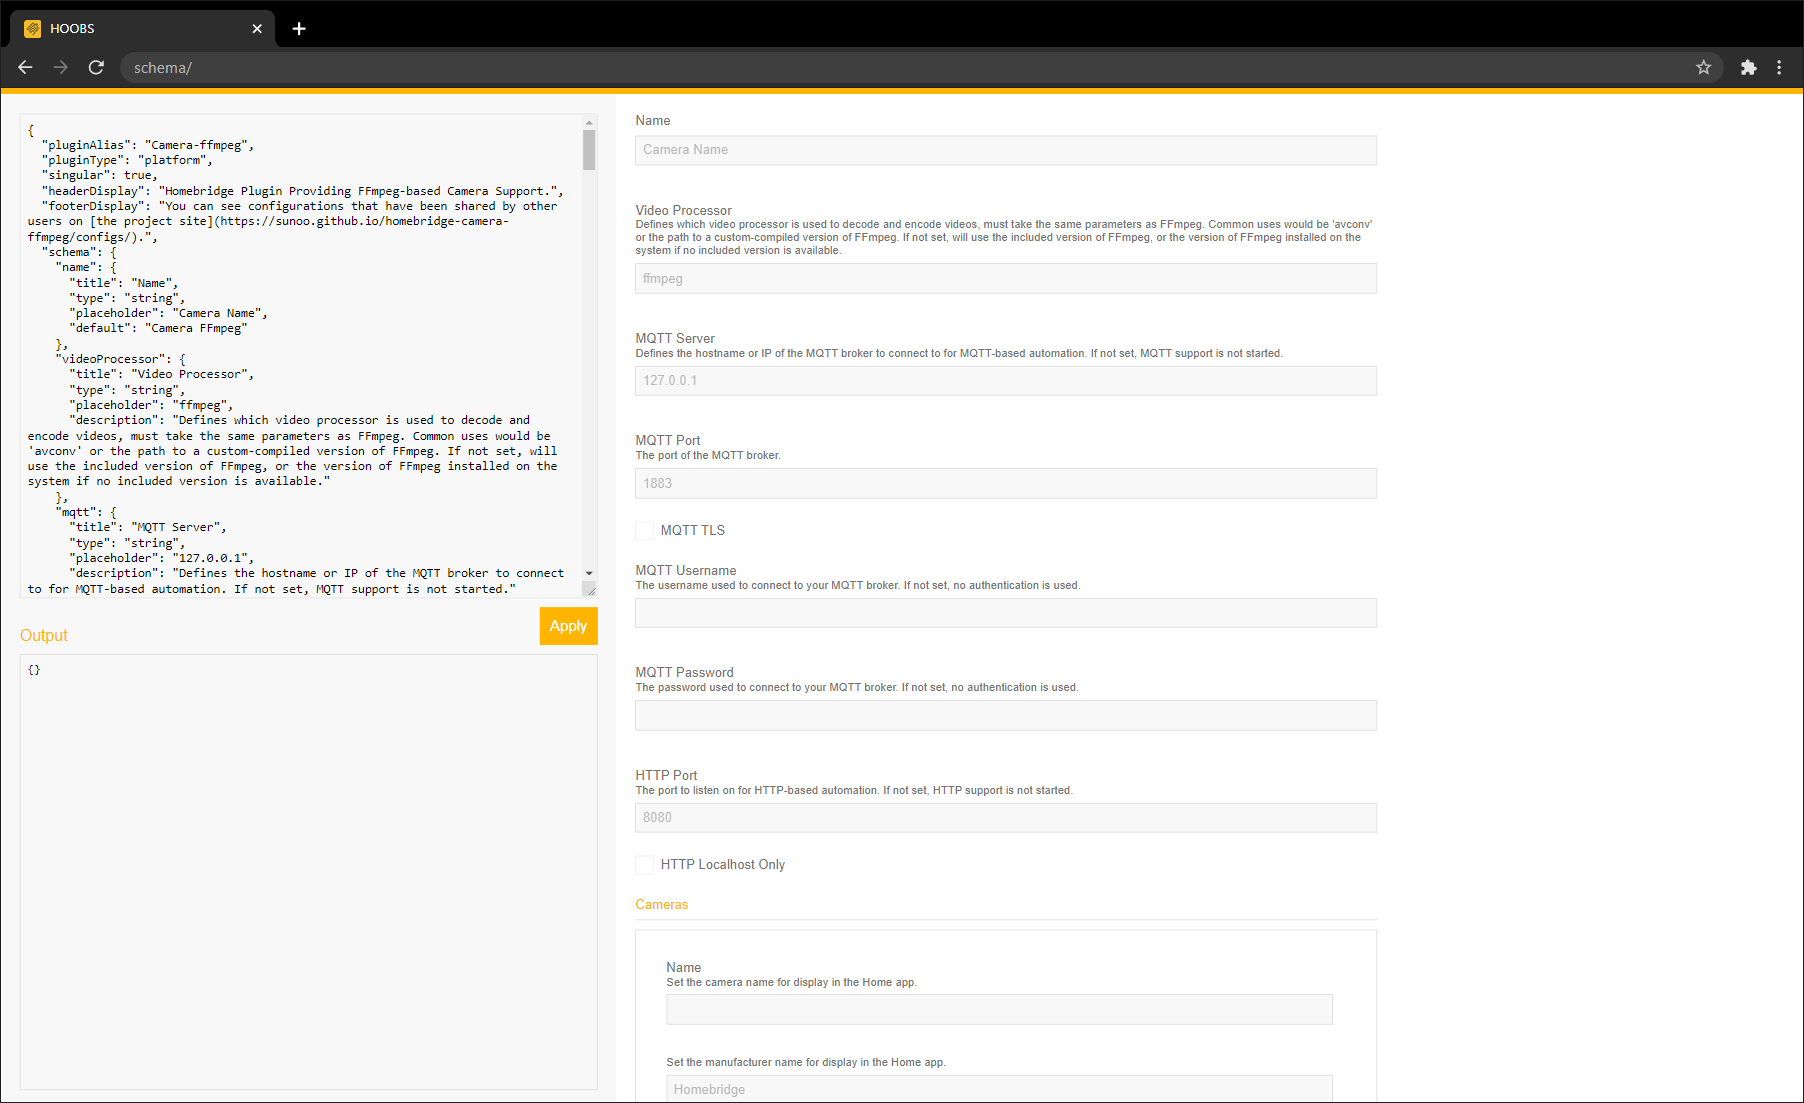 HOOBS
schema/
{
  "pluginAlias": "Camera-ffmpeg",
  "pluginType": "platform",
  "singular": true,
  "headerDisplay": "Homebridge Plugin Providing FFmpeg-based Camera Support.",
  "footerDisplay": "You can see configurations that have been shared by other
users on [the project site](https://sunoo.github.io/homebridge-camera-
ffmpeg/configs/).",
  "schema": {
    "name": {
      "title": "Name",
      "type": "string",
      "placeholder": "Camera Name",
      "default": "Camera FFmpeg"
    },
    "videoProcessor": {
      "title": "Video Processor",
      "type": "string",
      "placeholder": "ffmpeg",
      "description": "Defines which video processor is used to decode and
encode videos, must take the same parameters as FFmpeg. Common uses would be
'avconv' or the path to a custom-compiled version of FFmpeg. If not set, will
use the included version of FFmpeg, or the version of FFmpeg installed on the
system if no included version is available."
    },
    "mqtt": {
      "title": "MQTT Server",
      "type": "string",
      "placeholder": "127.0.0.1",
      "description": "Defines the hostname or IP of the MQTT broker to connect
to for MQTT-based automation. If not set, MQTT support is not started."
Output
Apply
{}
Name
Camera Name
Video Processor
Defines which video processor is used to decode and encode videos, must take the same parameters as FFmpeg. Common uses would be 'avconv'
or the path to a custom-compiled version of FFmpeg. If not set, will use the included version of FFmpeg, or the version of FFmpeg installed on the
system if no included version is available.
ffmpeg
MQTT Server
Defines the hostname or IP of the MQTT broker to connect to for MQTT-based automation. If not set, MQTT support is not started.
127.0.0.1
MQTT Port
The port of the MQTT broker.
1883
MQTT TLS
MQTT Username
The username used to connect to your MQTT broker. If not set, no authentication is used.
MQTT Password
The password used to connect to your MQTT broker. If not set, no authentication is used.
HTTP Port
The port to listen on for HTTP-based automation. If not set, HTTP support is not started.
8080
HTTP Localhost Only
Cameras
Name
Set the camera name for display in the Home app.
Set the manufacturer name for display in the Home app.
Homebridge